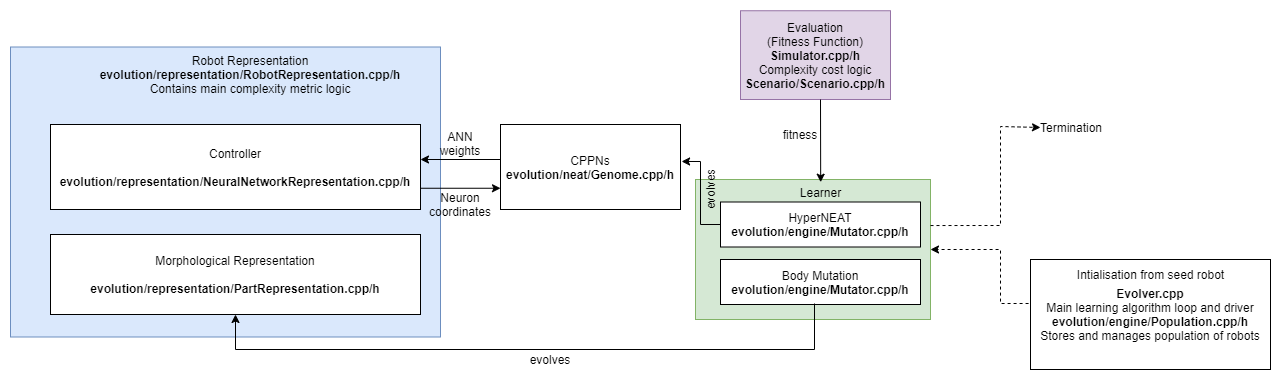 Evaluation
(Fitness Function)
Simulator.cpp/h
Complexity cost logic
Scenario/Scenario.cpp/h
Robot Representation
evolution/representation/RobotRepresentation.cpp/h
Contains main complexity metric logic
Controller
evolution/representation/NeuralNetworkRepresentation.cpp/h
ANN
weights
Neuron
coordinates
CPPNs
evolution/neat/Genome.cpp/h
fitness
evolves
Termination
Learner
HyperNEAT
evolution/engine/Mutator.cpp/h
Body Mutation
evolution/engine/Mutator.cpp/h
Morphological Representation
evolution/representation/PartRepresentation.cpp/h
evolves
Intialisation from seed robot
Evolver.cpp
Main learning algorithm loop and driver
evolution/engine/Population.cpp/h
Stores and manages population of robots